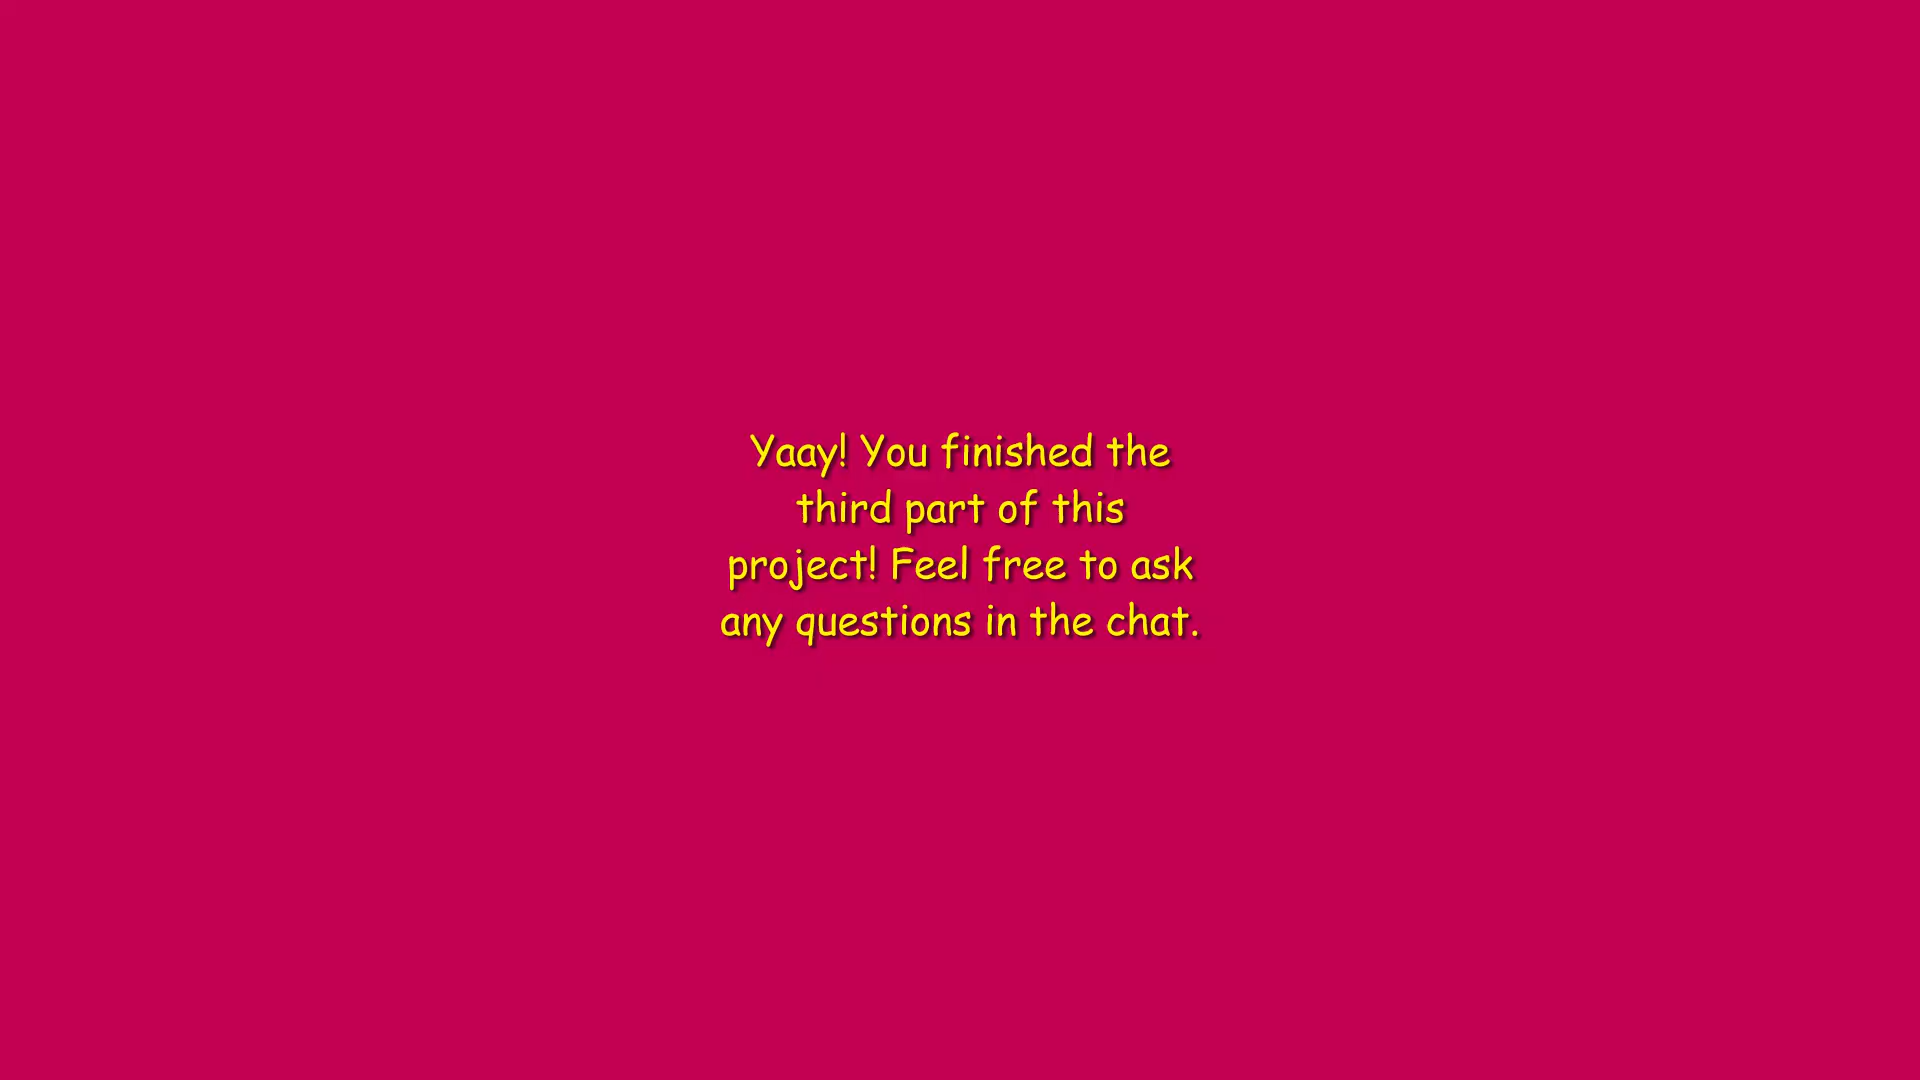 Yaay! You finished the
third part of this
project! Feel free to ask
any questions in the chat.